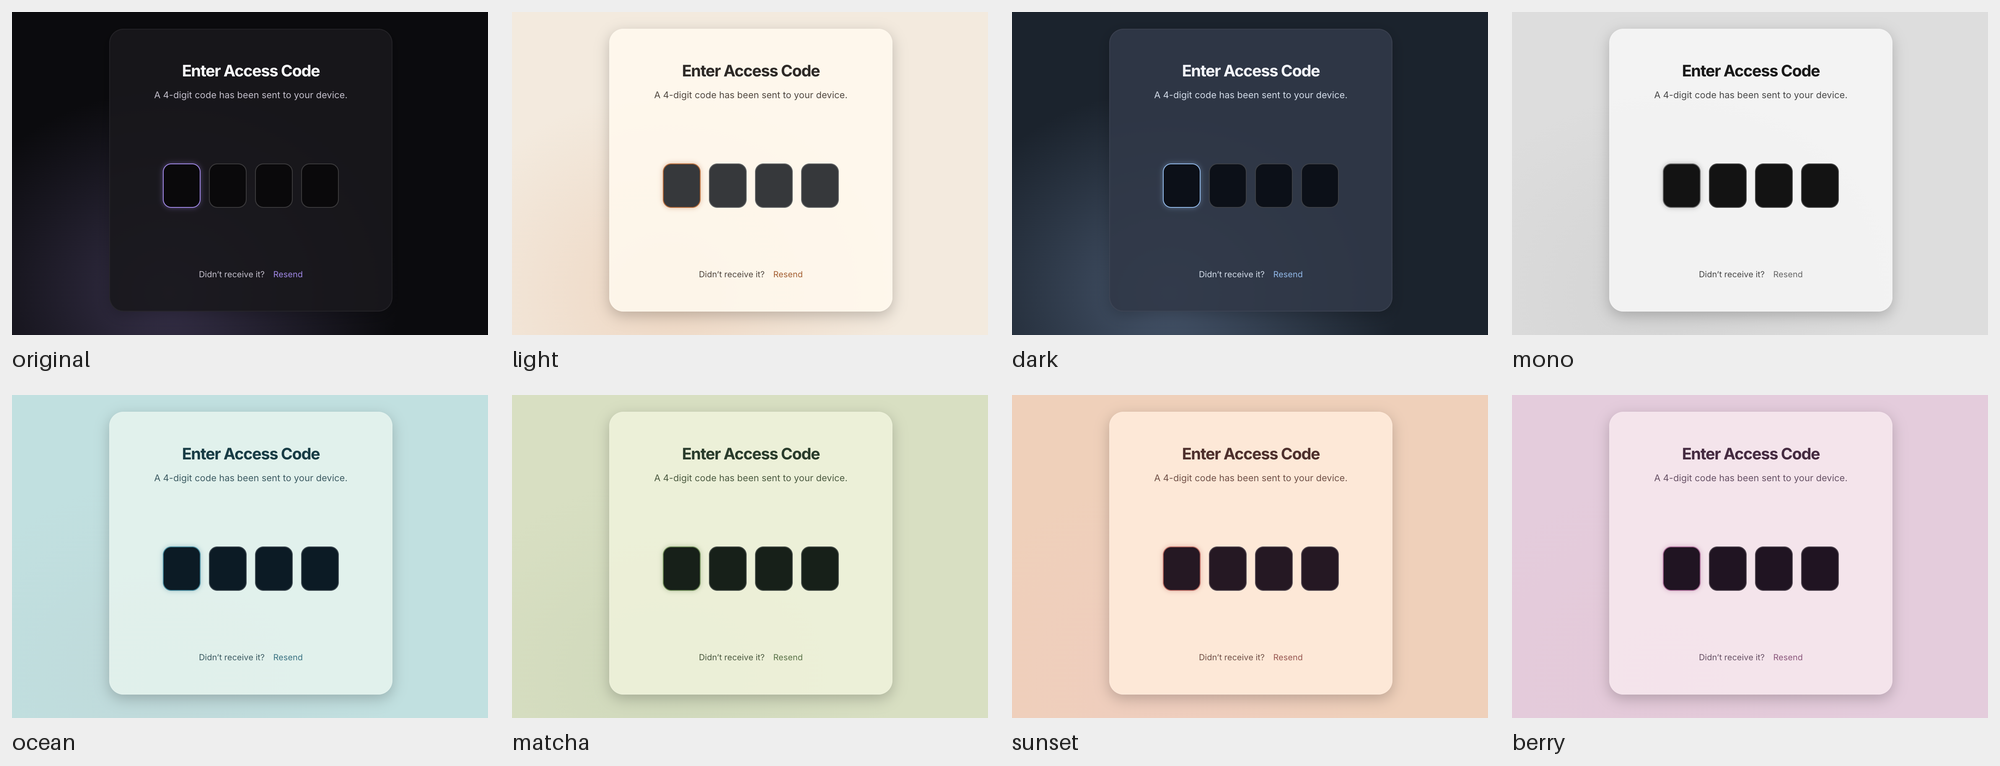 Enter Access Code
A 4-digit code has been sent to your device.
Didn't receive it? Resend
original
Enter Access Code
A 4-digit code has been sent to your device.
Didn't receive it? Resend
light
Enter Access Code
A 4-digit code has been sent to your device.
Didn't receive it? Resend
dark
Enter Access Code
A 4-digit code has been sent to your device.
Didn't receive it? Resend
mono
Enter Access Code
A 4-digit code has been sent to your device.
Didn't receive it? Resend
ocean
Enter Access Code
A 4-digit code has been sent to your device.
Didn't receive it? Resend
matcha
Enter Access Code
A 4-digit code has been sent to your device.
Didn't receive it? Resend
sunset
Enter Access Code
A 4-digit code has been sent to your device.
Didn't receive it? Resend
berry